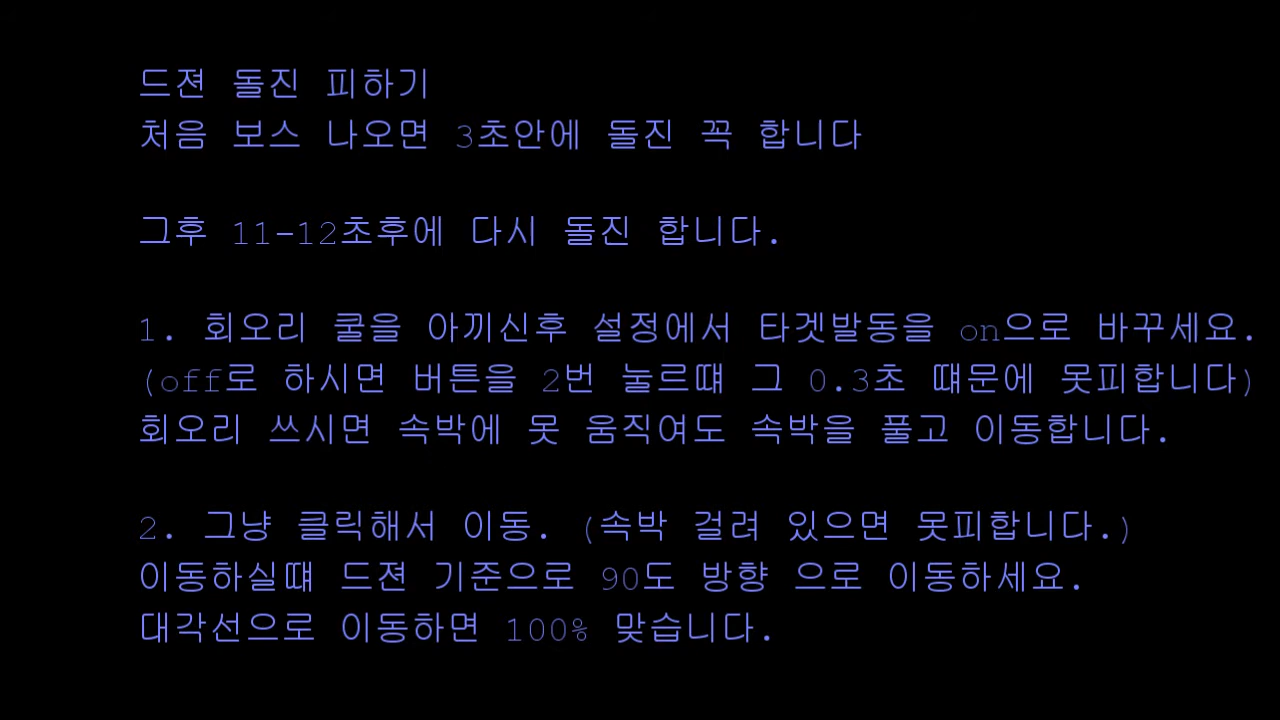 드젼 돌진 피하기
처음 보스 나오면 3초안에 돌진 꼭 합니다
그후 11-12초후에 다시 돌진 합니다.
1. 회오리 쿨을 아끼신후 설정에서 타겟발동을 on으로 바꾸세요.
(off로 하시면 버튼을 2번 눌르떄 그 0.3초 떄문에 못피합니다)
회오리 쓰시면 속박에 못 움직여도 속박을 풀고 이동합니다.
2. 그냥 클릭해서 이동. (속박 걸려 있으면 못피합니다.)
이동하실떄 드젼 기준으로 90도 방향 으로 이동하세요.
대각선으로 이동하면 100% 맞습니다.